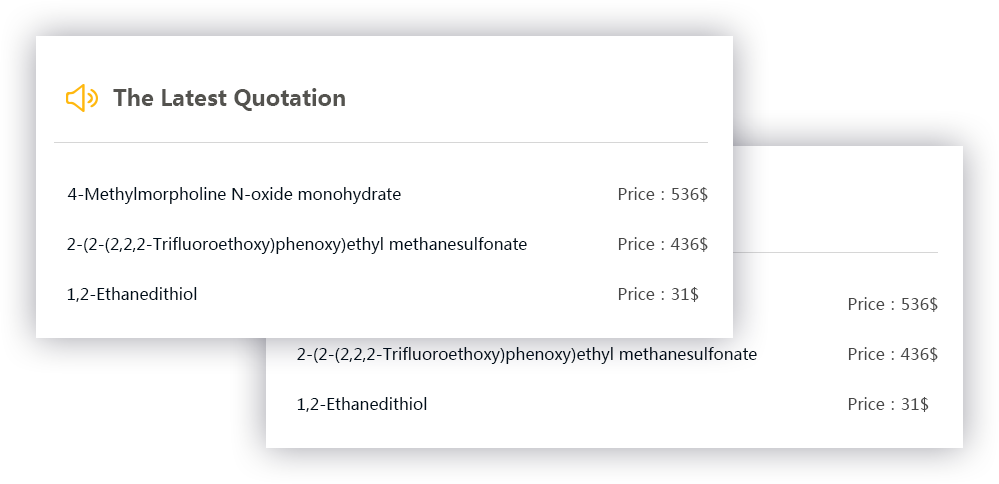 The Latest Quotation
4-Methylmorpholine N-oxide monohydrate Price : 536$
2-(2-(2,2,2-Trifluoroethoxy)phenoxy)ethyl methanesulfonate Price : 436$
1,2-Ethanedithiol Price : 31$
Price : 536$
2-(2-(2,2,2-Trifluoroethoxy)phenoxy)ethyl methanesulfonate Price : 436$
1,2-Ethanedithiol Price : 31$